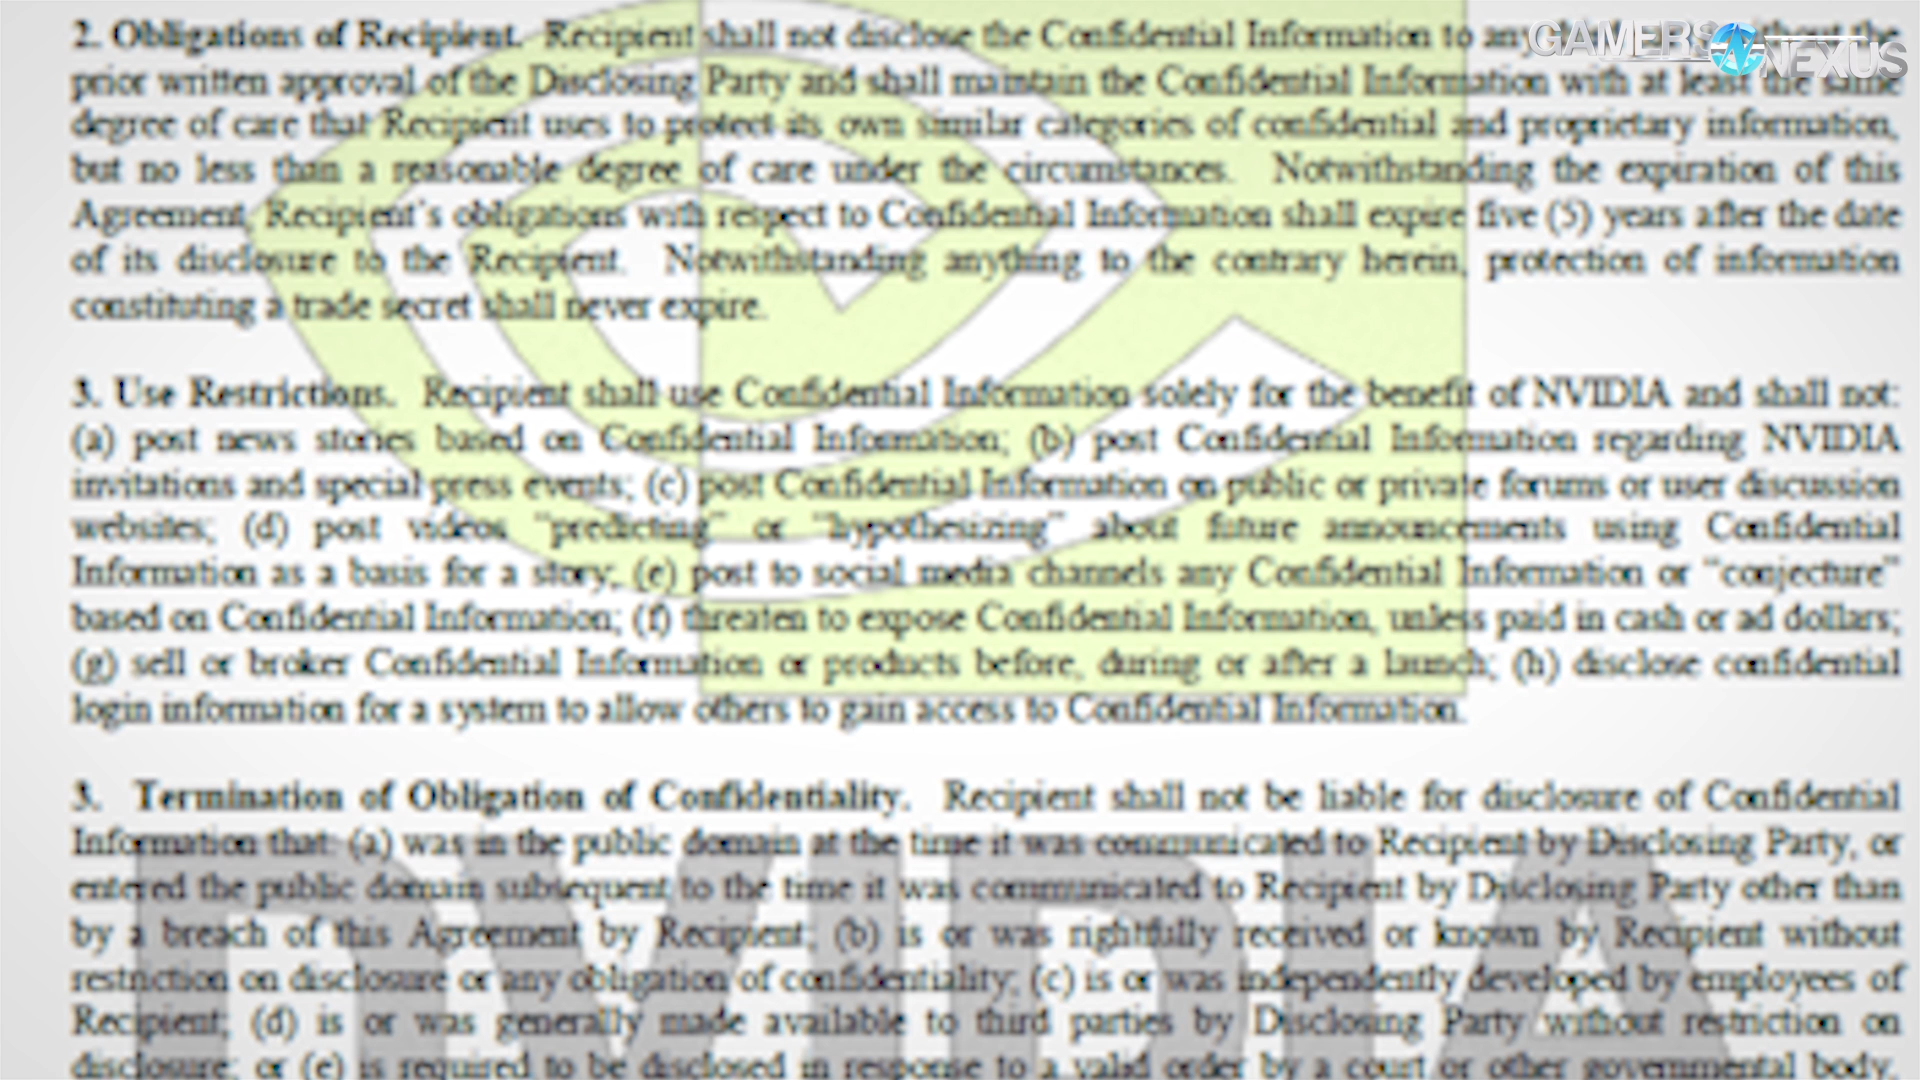 2. Obligations of Recipient. Recipient shall not disclose the Confidential Information to any without the
prior written approval of the Disclosing Party and shall maintain the Confidential Information with at least the same
degree of care that Recipient uses to protect its own similar categories of confidential and proprietary information,
but no less than a reasonable degree of care under the circumstances. Notwithstanding the expiration of this
Agreement, Recipient's obligations with respect to Confidential Information shall expire five (5) years after the date
of its disclosure to the Recipient. Notwithstanding anything to the contrary herein, protection of information
constituting a trade secret shall never expire.
3. Use Restrictions. Recipient shall use Confidential Information solely for the benefit of NVIDIA and shall not:
(a) post news stories based on Confidential Information; (b) post Confidential Information regarding NVIDIA
invitations and special press events; (c) post Confidential Information on public or private forums or user discussion
websites; (d) post videos "predicting" or "hypothesizing" about future announcements using Confidential
Information as a basis for a story; (e) post to social media channels any Confidential Information or "conjecture"
based on Confidential Information; (f) threaten to expose Confidential Information, unless paid in cash or ad dollars;
(g) sell or broker Confidential Information or products before, during or after a launch; (h) disclose confidential
login information for a system to allow others to gain access to Confidential Information.
3. Termination of Obligation of Confidentiality. Recipient shall not be liable for disclosure of Confidential
Information that: (a) was in the public domain at the time it was communicated to Recipient by Disclosing Party, or
entered the public domain subsequent to the time it was communicated to Recipient by Disclosing Party other than
by a breach of this Agreement by Recipient; (b) is or was rightfully received or known by Recipient without
restriction on disclosure or any obligation of confidentiality; (c) is or was independently developed by employees of
Recipient; (d) is or was generally made available to third parties by Disclosing Party without restriction on
disclosure; or (e) is required to be disclosed in response to a valid order by a court or other governmental body,
GAMERS NEXUS
NVIDIA